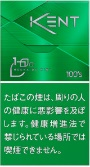 KENT
100's
たばこの煙は、周りの人
の健康に悪影響を及ぼ
します。健康増進法で
禁じられている場所では
喫煙できません。